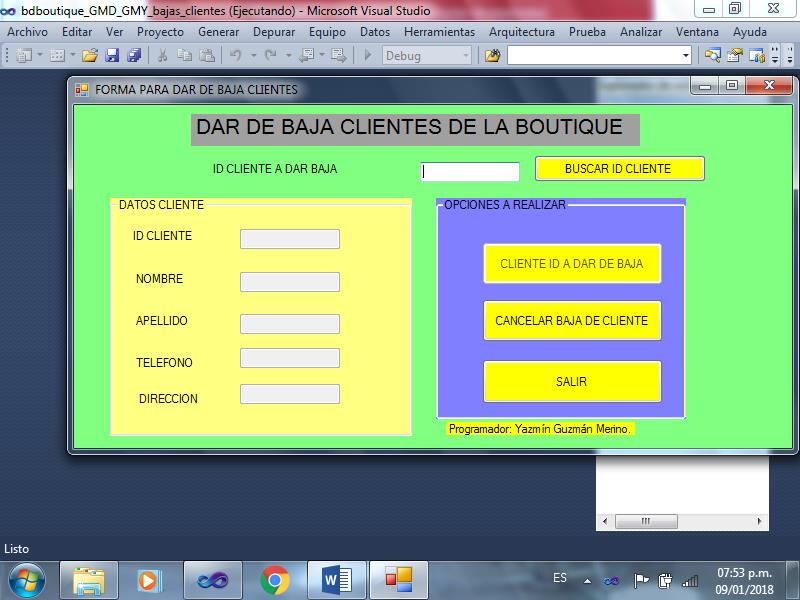 bdboutique_GMD_GMY_bajas_clientes (Ejecutando) - Microsoft Visual Studio
Archivo Editar Ver Proyecto Generar Depurar Equipo Datos Herramientas Arquitectura Prueba Analizar Ventana Ayuda
Debug
FORMA PARA DAR DE BAJA CLIENTES
DAR DE BAJA CLIENTES DE LA BOUTIQUE
ID CLIENTE A DAR BAJA
BUSCAR ID CLIENTE
DATOS CLIENTE
ID CLIENTE
NOMBRE
APELLIDO
TELEFONO
DIRECCION
OPCIONES A REALIZAR
CLIENTE ID A DAR DE BAJA
CANCELAR BAJA DE CLIENTE
SALIR
Programador: Yazmín Guzmán Merino.
Listo
ES
07:53 p.m.
09/01/2018